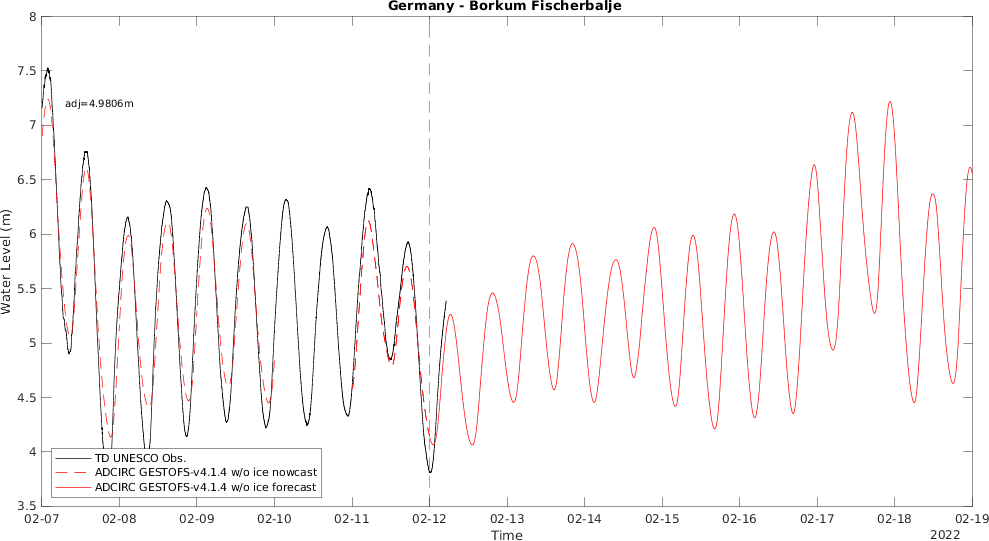 Germany - Borkum Fischerbalje
8
7.5
7
6.5
6
5.5
5
4.5
4
3.5
Water Level (m)
adj=4.9806m
TD UNESCO Obs.
ADCIRC GESTOFS-v4.1.4 w/o ice nowcast
ADCIRC GESTOFS-v4.1.4 w/o ice forecast
02-07 02-08 02-09 02-10 02-11 02-12 02-13 02-14 02-15 02-16 02-17 02-18 02-19
Time
2022